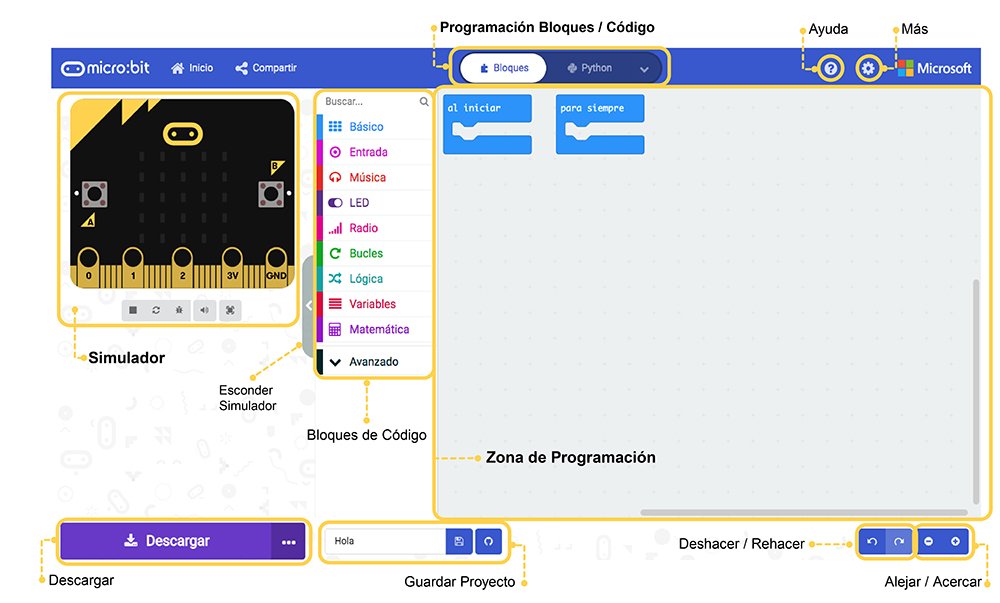 Programación Bloques / Código
Ayuda
Más
micro:bit
Inicio
Compartir
Bloques
Python
Microsoft
Buscar...
Básico
Entrada
Música
LED
Radio
Bucles
Lógica
Variables
Matemática
Avanzado
al iniciar
para siempre
B
A
0
1
2
3V
GND
Simulador
Esconder
Simulador
Bloques de Código
Zona de Programación
Descargar
Hola
Descargar
Guardar Proyecto
Deshacer / Rehacer
Alejar / Acercar